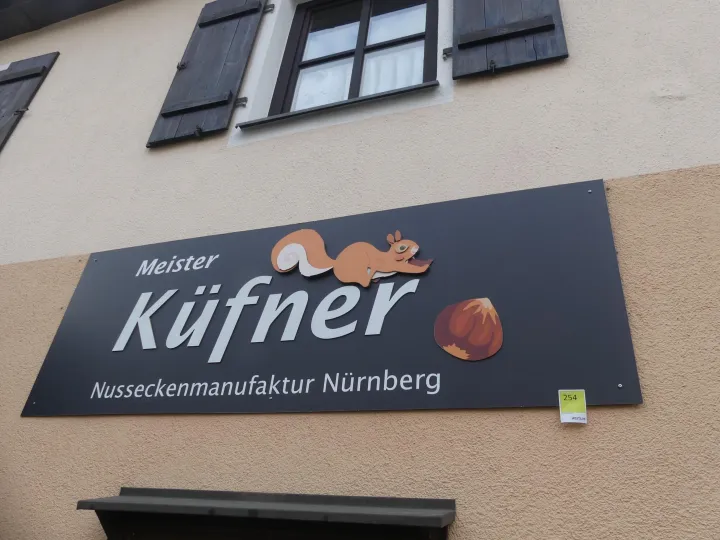 Meister
Küfner
Nusseckenmanufaktur Nürnberg
254